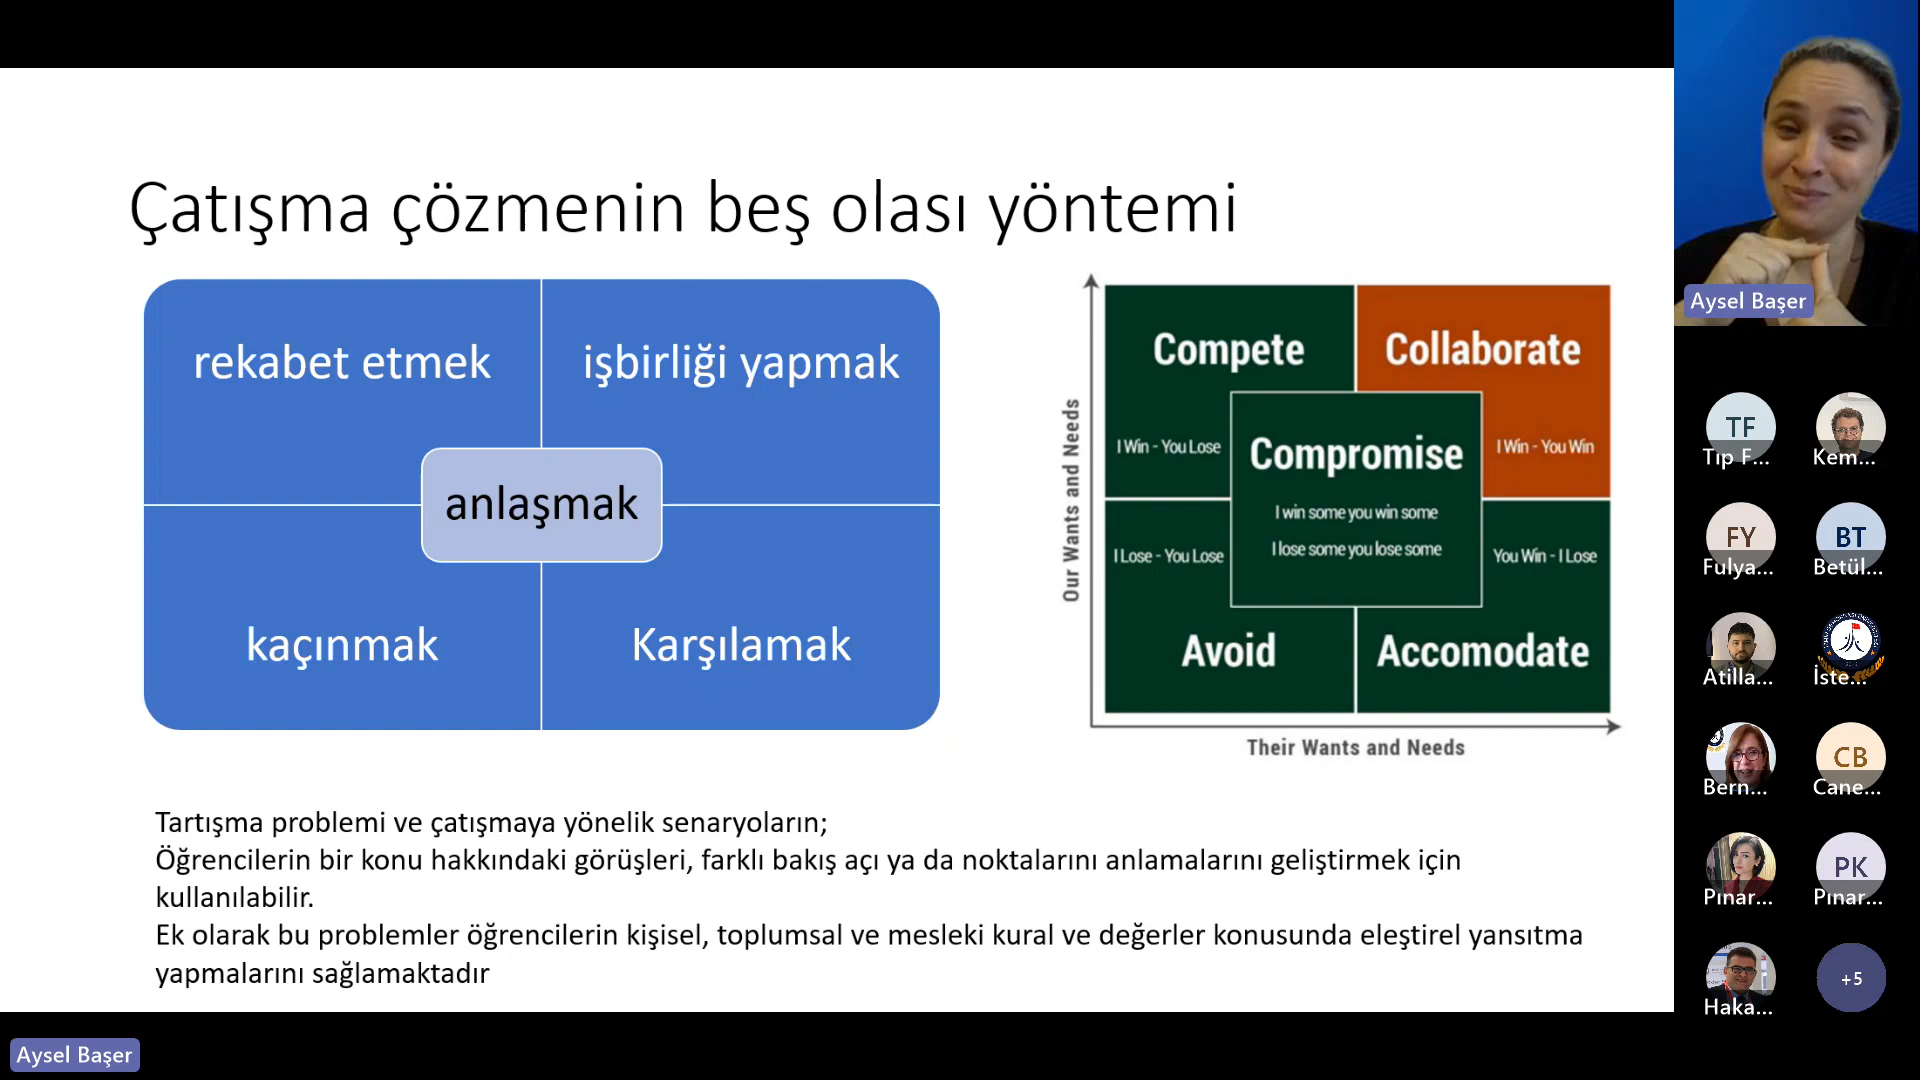 Çatışma çözmenin beş olası yöntemi
rekabet etmek
işbirliği yapmak
anlaşmak
kaçınmak
Karşılamak
Our Wants and Needs
Compete
Collaborate
I Win - You Lose
I Win - You Win
Compromise
I win some you win some
I lose some you lose some
I Lose - You Lose
You Win - I Lose
Avoid
Accomodate
Their Wants and Needs
Tartışma problemi ve çatışmaya yönelik senaryoların;
Öğrencilerin bir konu hakkındaki görüşleri, farklı bakış açı ya da noktalarını anlamalarını geliştirmek için
kullanılabilir.
Ek olarak bu problemler öğrencilerin kişisel, toplumsal ve mesleki kural ve değerler konusunda eleştirel yansıtma
yapmalarını sağlamaktadır
Aysel Başer
TF
Tıp F...
Kem...
FY
Fulya...
BT
Betül...
Atilla...
İste...
Bern...
CB
Cane...
Pınar...
PK
Pınar...
Haka...
+5
Aysel Başer